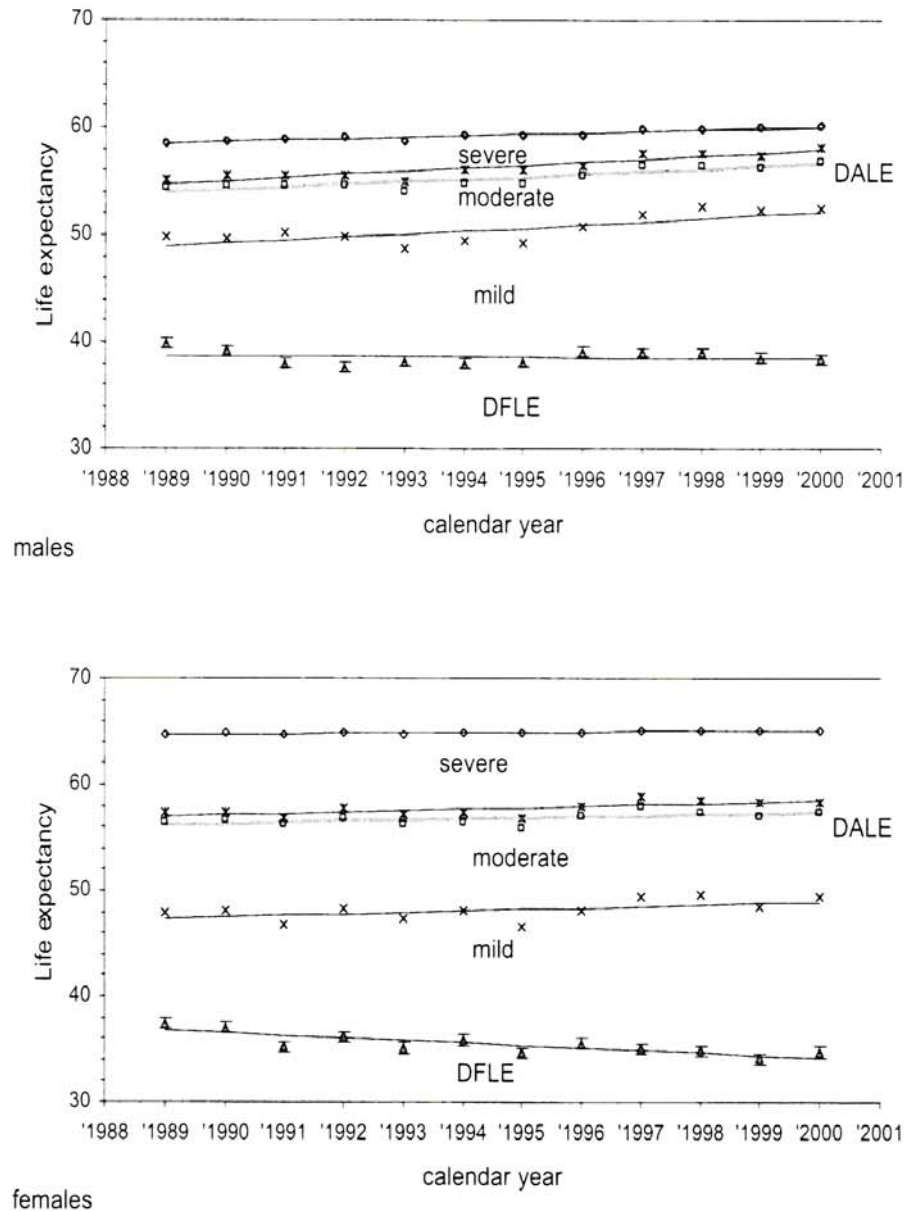 70
60
50
40
30
Life expectancy
severe
moderate
DALE
mild
DFLE
'1988 '1989 '1990 '1991 '1992 '1993 '1994 '1995 '1996 '1997 '1998 '1999 '2000 '2001
calendar year
males
70
60
50
40
30
Life expectancy
severe
DALE
moderate
mild
DFLE
'1988 '1989 '1990 '1991 '1992 '1993 '1994 '1995 '1996 '1997 '1998 '1999 '2000 '2001
calendar year
females